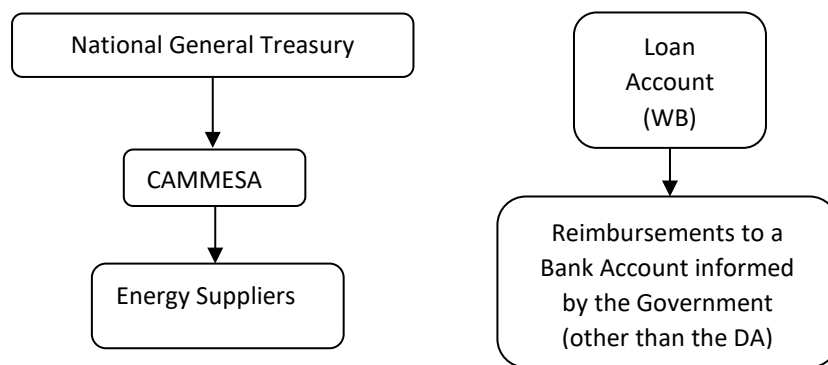 National General Treasury
CAMMESA
Energy Suppliers
Loan
Account
(WB)
Reimbursements to a
Bank Account informed
by the Government
(other than the DA)